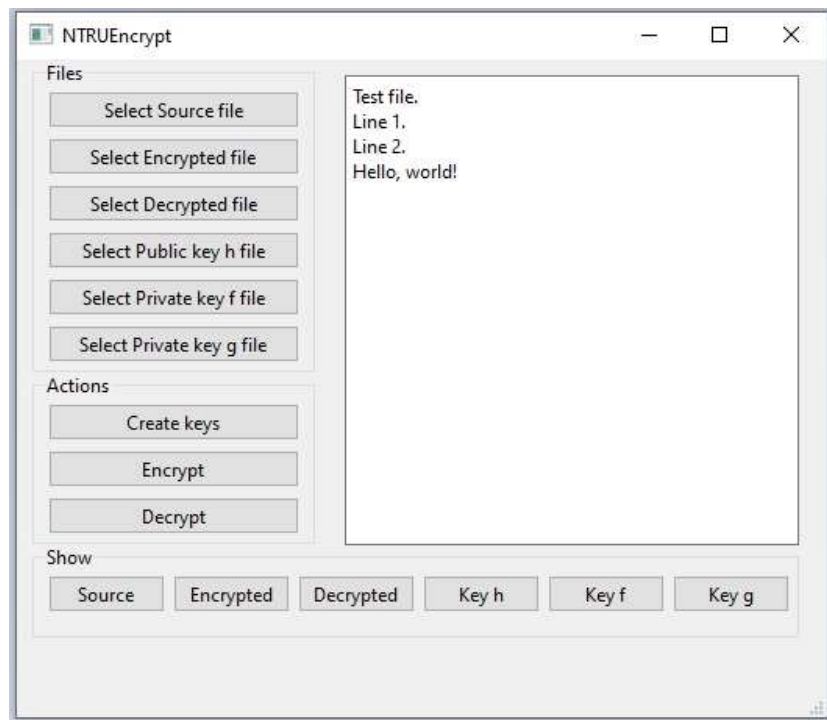 NTRUEncrypt
Files
Select Source file
Select Encrypted file
Select Decrypted file
Select Public key h file
Select Private key f file
Select Private key g file
Test file.
Line 1.
Line 2.
Hello, world!
Actions
Create keys
Encrypt
Decrypt
Show
Source Encrypted Decrypted Key h Key f Key g